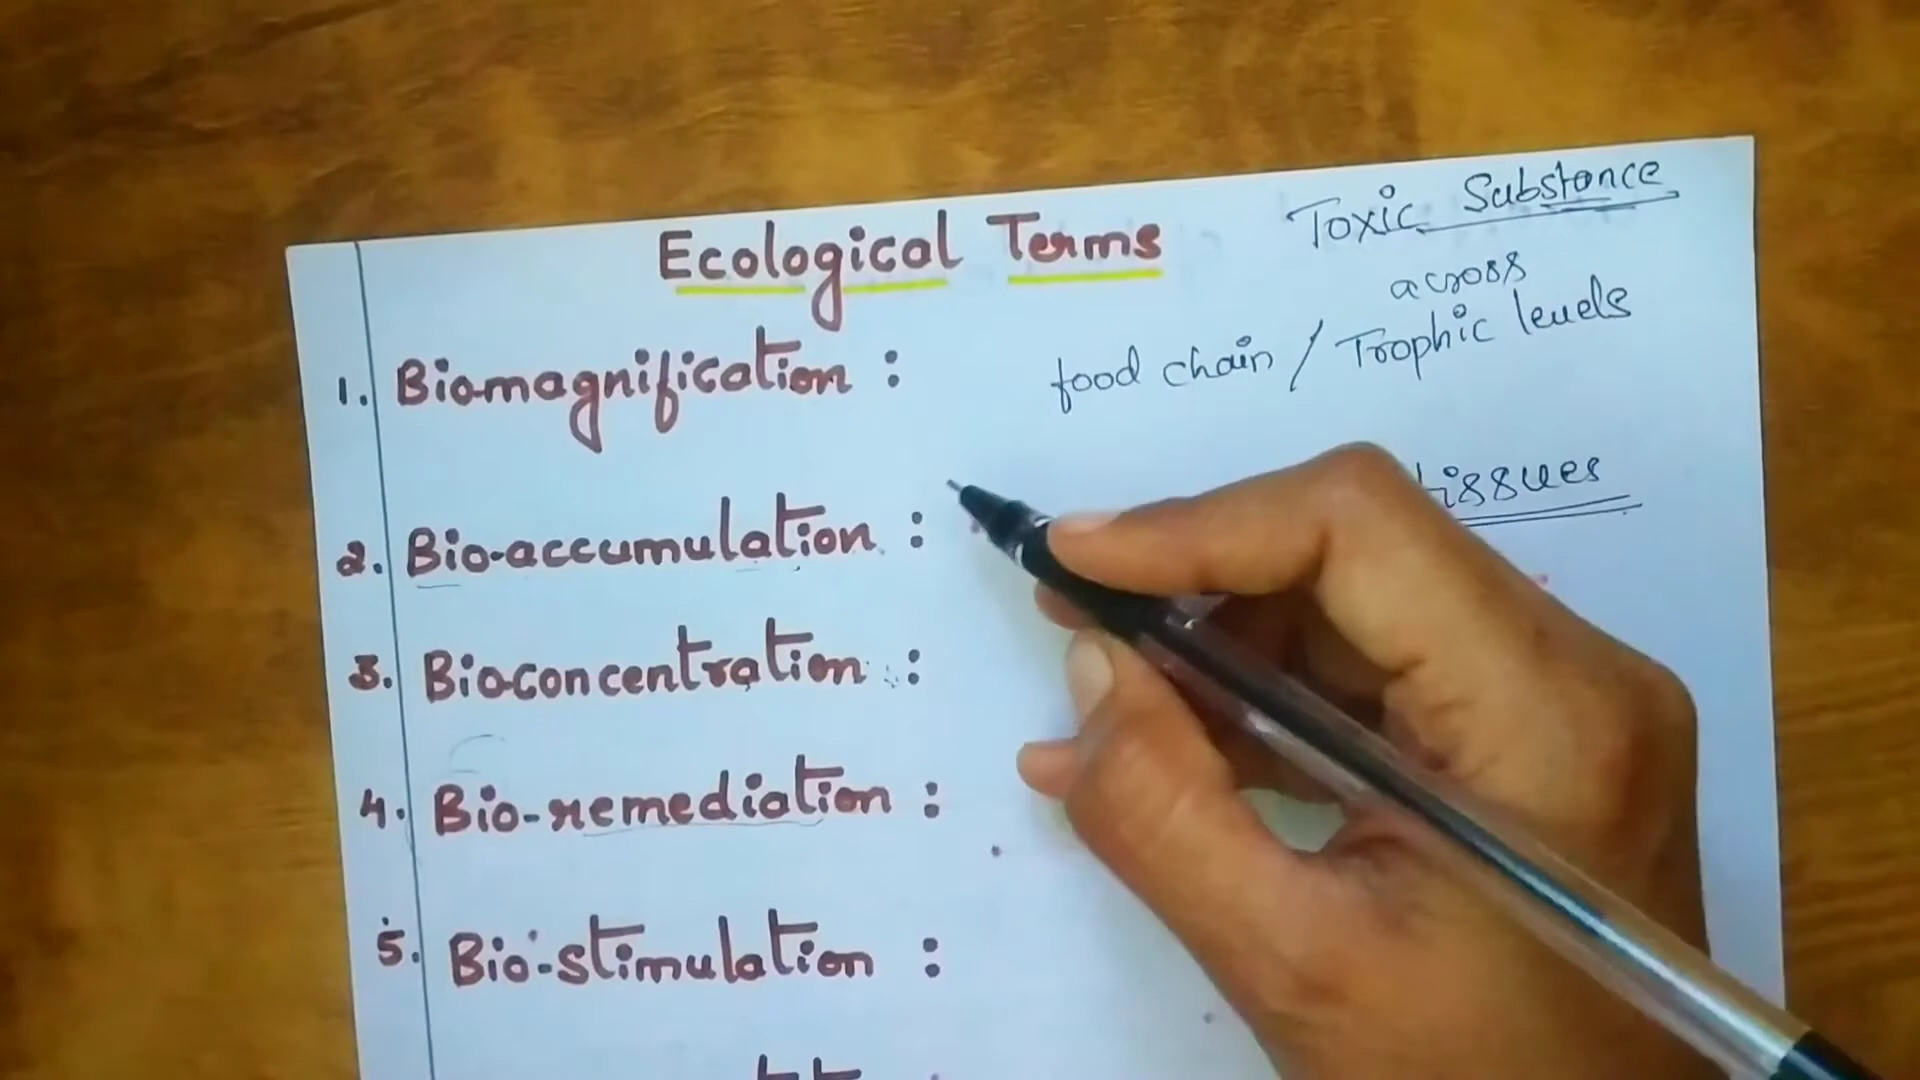 Ecological Terms
Toxic Substance
across
food chain / Trophic levels
1. Biomagnification :
tissues
2. Bio-accumulation :
3. Bioconcentration :
4. Bio-remediation :
5. Bio-stimulation :